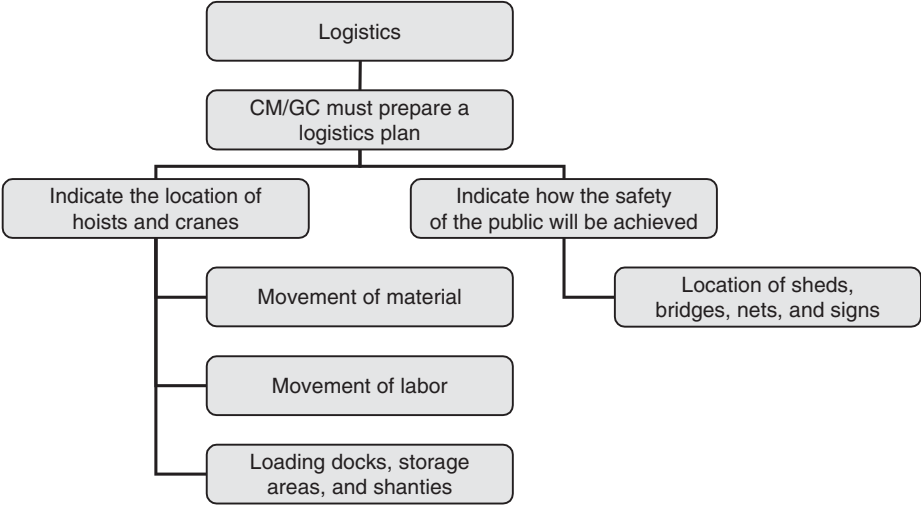 Logistics
CM/GC must prepare a
logistics plan
Indicate the location of
hoists and cranes
Indicate how the safety
of the public will be achieved
Movement of material
Location of sheds,
bridges, nets, and signs
Movement of labor
Loading docks, storage
areas, and shanties